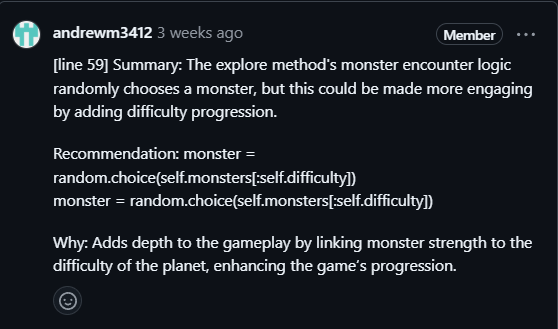 andrewm3412 3 weeks ago Member
[line 59] Summary: The explore method's monster encounter logic
randomly chooses a monster, but this could be made more engaging
by adding difficulty progression.
Recommendation: monster =
random.choice(self.monsters[:self.difficulty])
monster = random.choice(self.monsters[:self.difficulty])
Why: Adds depth to the gameplay by linking monster strength to the
difficulty of the planet, enhancing the game's progression.